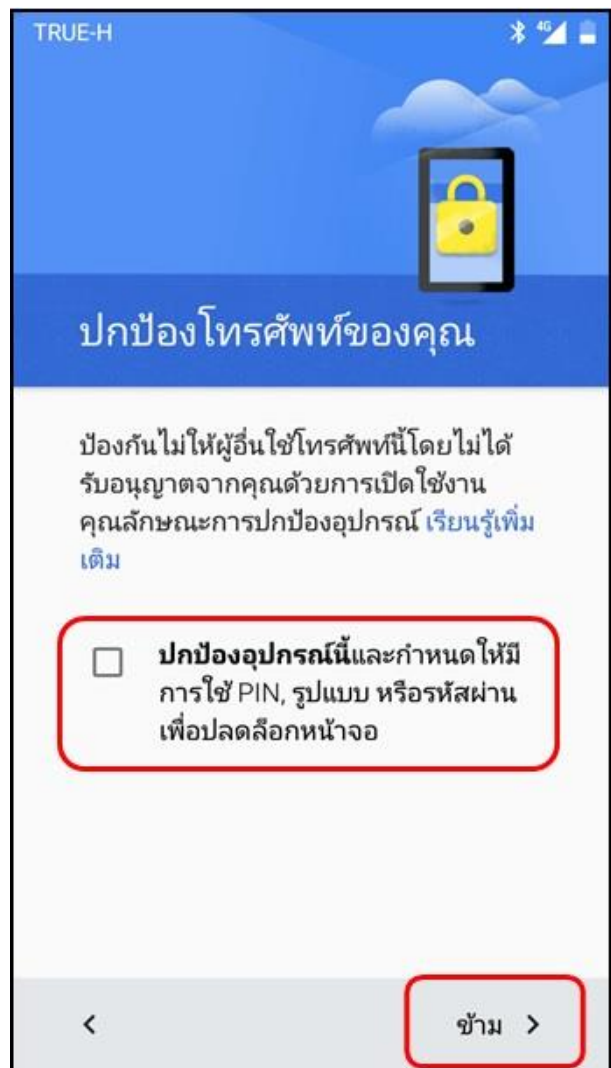 TRUE-H
4G
ปกป้องโทรศัพท์ของคุณ
ป้องกันไม่ให้ผู้อื่นใช้โทรศัพท์นี้โดยไม่ได้
รับอนุญาตจากคุณด้วยการเปิดใช้งาน
คุณลักษณะการปกป้องอุปกรณ์ เรียนรู้เพิ่ม
เติม
ปกป้องอุปกรณ์นี้และกำหนดให้มี
การใช้ PIN, รูปแบบ หรือรหัสผ่าน
เพื่อปลดล็อกหน้าจอ
ข้าม